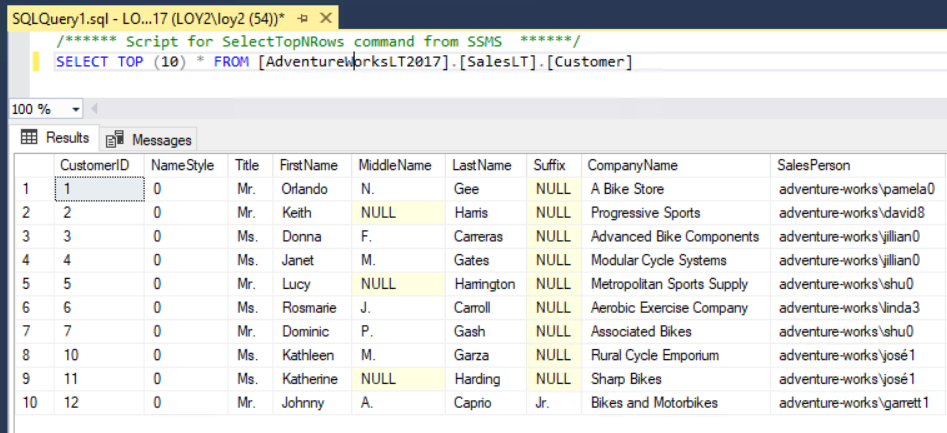 SQLQuery1.sql - LO...17 (LOY2\loy2 (54))*
/****** Script for SelectTopNRows command from SSMS ******/
SELECT TOP (10) * FROM [AdventureWorksLT2017].[SalesLT].[Customer]
100 %
Results Messages
CustomerID NameStyle Title FirstName MiddleName LastName Suffix CompanyName SalesPerson
1 1 0 Mr. Orlando N. Gee NULL A Bike Store adventure-works\pamela0
2 2 0 Mr. Keith NULL Harris NULL Progressive Sports adventure-works\david8
3 3 0 Ms. Donna F. Carreras NULL Advanced Bike Components adventure-works\jillian0
4 4 0 Ms. Janet M. Gates NULL Modular Cycle Systems adventure-works\jillian0
5 5 0 Mr. Lucy NULL Harrington NULL Metropolitan Sports Supply adventure-works\shu0
6 6 0 Ms. Rosmarie J. Carroll NULL Aerobic Exercise Company adventure-works\linda3
7 7 0 Mr. Dominic P. Gash NULL Associated Bikes adventure-works\shu0
8 10 0 Ms. Kathleen M. Garza NULL Rural Cycle Emporium adventure-works\josé1
9 11 0 Ms. Katherine NULL Harding NULL Sharp Bikes adventure-works\josé1
10 12 0 Mr. Johnny A. Caprio Jr. Bikes and Motorbikes adventure-works\garrett1